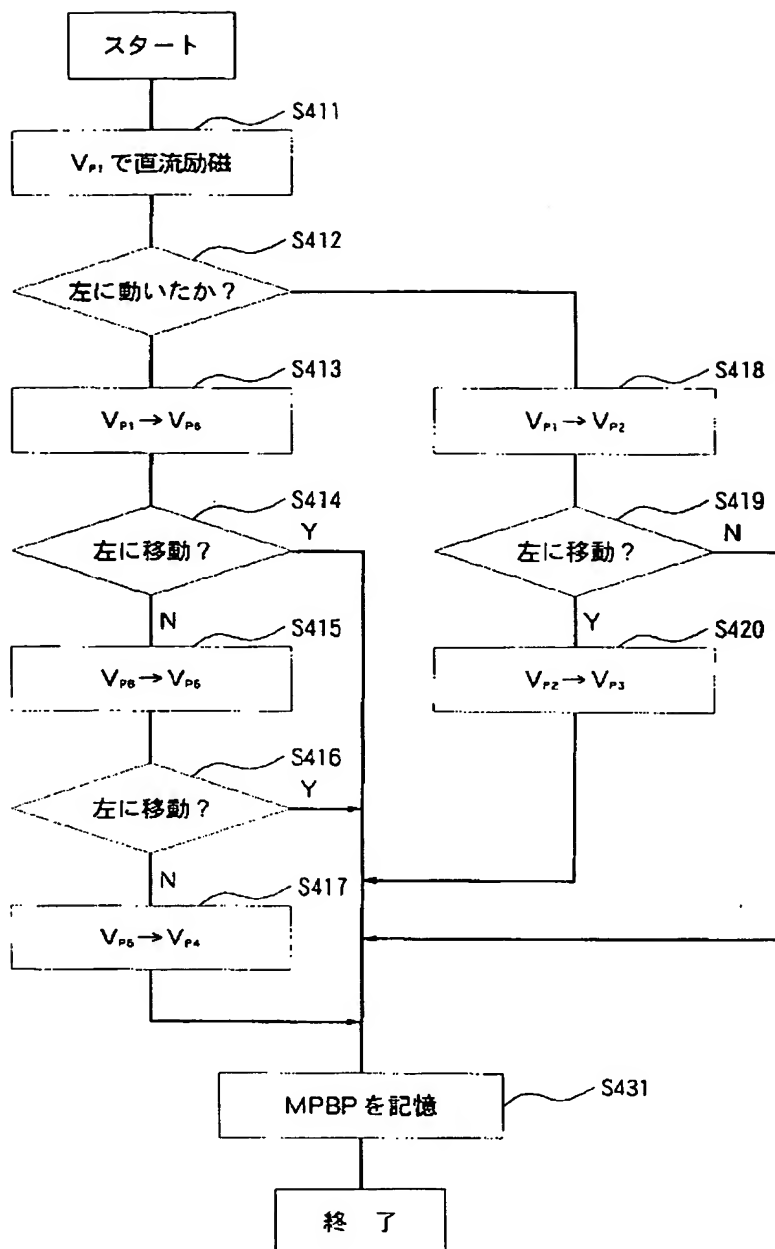 スタート
S411
VP1で直流励磁
S412
左に動いたか?
S413
VP1→VP6
S414
左に移動?
Y
N
S415
VP6→VP5
S416
左に移動?
Y
N
S417
VP5→VP4
S418
VP1→VP2
S419
左に移動?
N
Y
S420
VP2→VP3
MPBPを記憶
S431
終 了